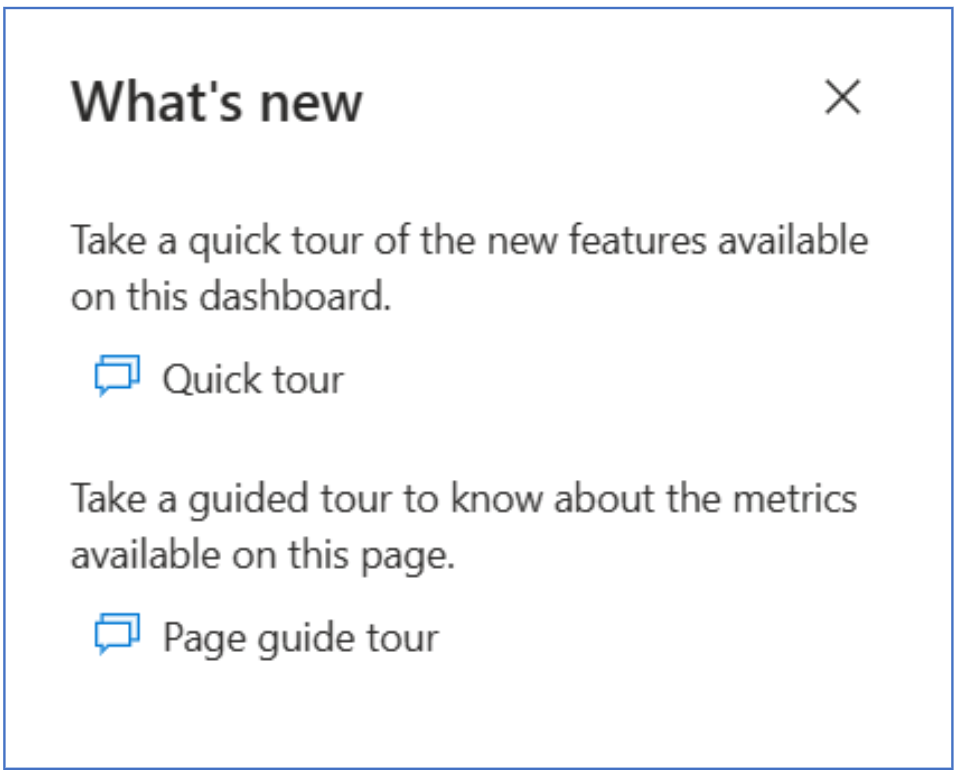 What's new
Take a quick tour of the new features available
on this dashboard.
Quick tour
Take a guided tour to know about the metrics
available on this page.
Page guide tour